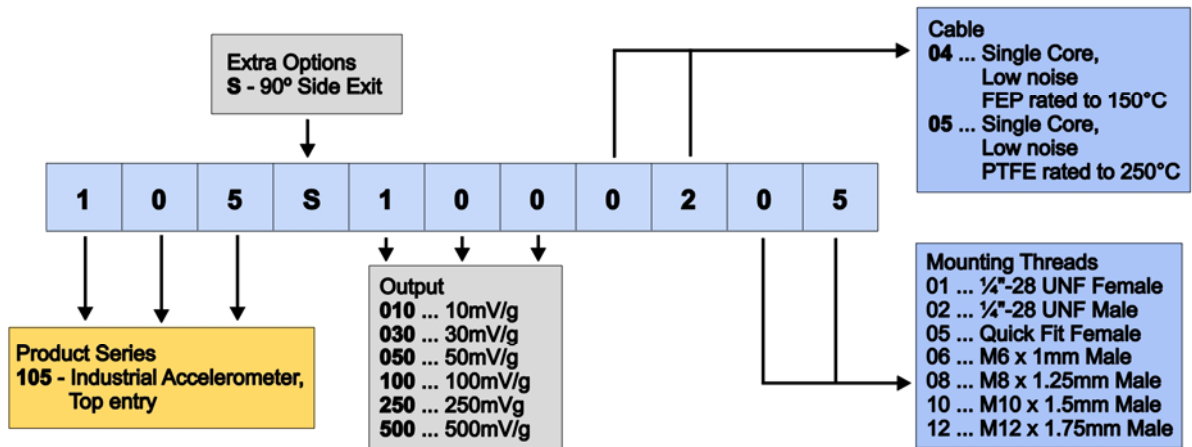 Extra Options
S - 90º Side Exit
Cable
04 ... Single Core,
Low noise
FEP rated to 150°C
05 ... Single Core,
Low noise
PTFE rated to 250°C
1 0 5 S 1 0 0 0 2 0 5
Product Series
105 - Industrial Accelerometer,
Top entry
Output
010 ... 10mV/g
030 ... 30mV/g
050 ... 50mV/g
100 ... 100mV/g
250 ... 250mVg
500 ... 500mV/g
Mounting Threads
01 ... ¼"-28 UNF Female
02 ... ¼"-28 UNF Male
05 ... Quick Fit Female
06 ... M6 x 1mm Male
08 ... M8 x 1.25mm Male
10 ... M10 x 1.5mm Male
12 ... M12 x 1.75mm Male